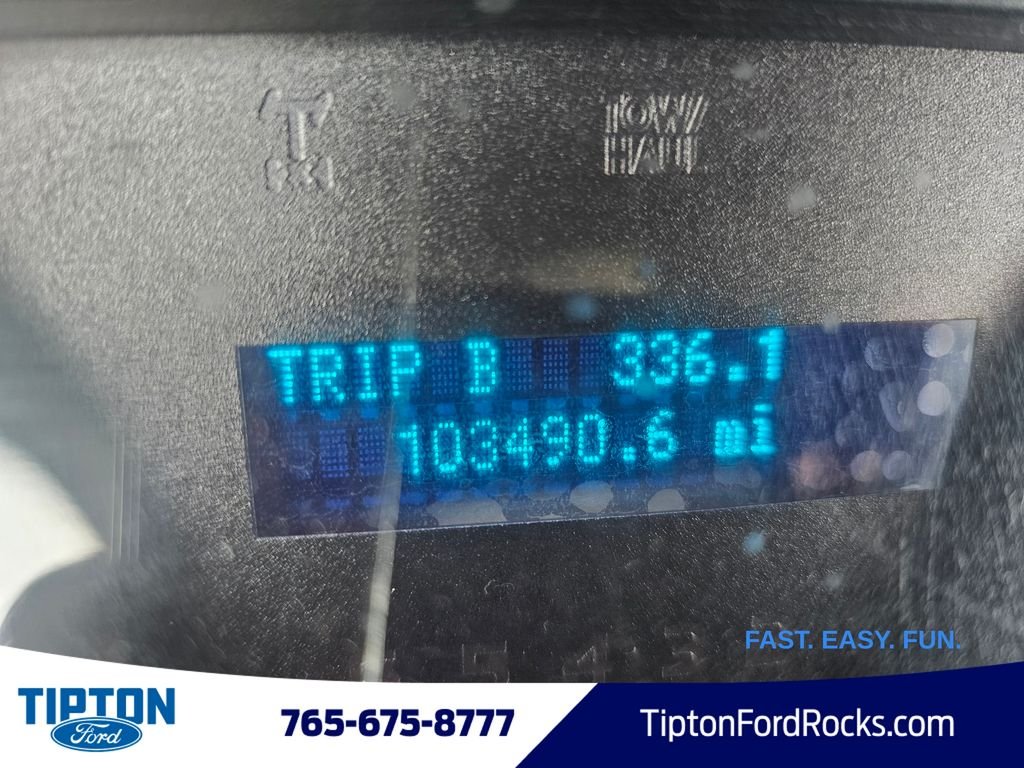 TOW/
HAUL
TRIP B 336.1
103490.6 mi
FAST. EASY. FUN.
TIPTON
Ford
765-675-8777
TiptonFordRocks.com